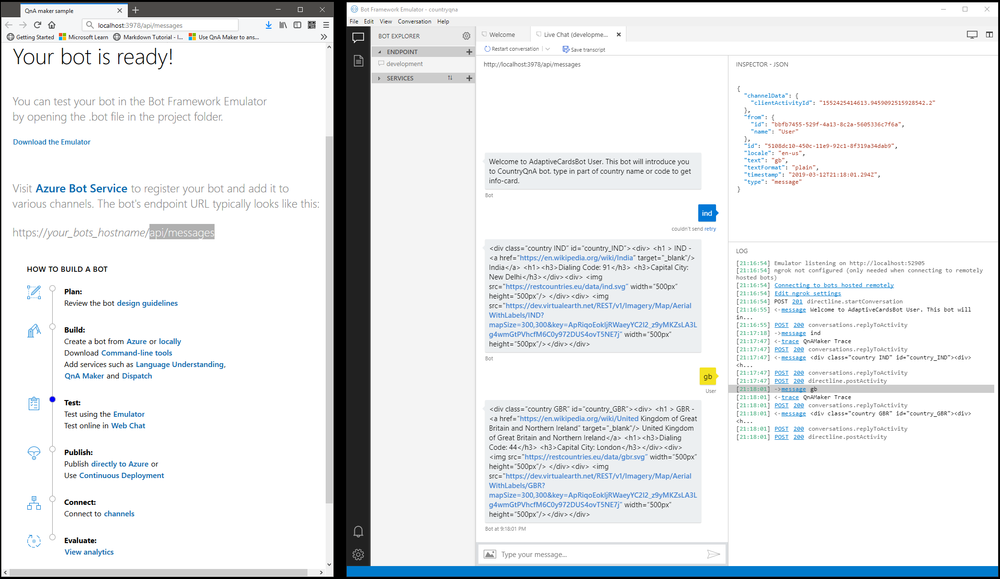 QnA maker sample
localhost:3978/api/messages
Getting Started Microsoft Learn Markdown Tutorial - I... Use QnA Maker to ans...
Your bot is ready!
You can test your bot in the Bot Framework Emulator
by opening the .bot file in the project folder.
Download the Emulator
Visit Azure Bot Service to register your bot and add it to
various channels. The bot's endpoint URL typically looks like this:
https://your_bots_hostname/api/messages
HOW TO BUILD A BOT
Plan:
Review the bot design guidelines
Build:
Create a bot from Azure or locally
Download Command-line tools
Add services such as Language Understanding,
QnA Maker and Dispatch
Test:
Test using the Emulator
Test online in Web Chat
Publish:
Publish directly to Azure or
Use Continuous Deployment
Connect:
Connect to channels
Evaluate:
View analytics
Bot Framework Emulator - countryqna
File Edit View Conversation Help
BOT EXPLORER
ENDPOINT
development
SERVICES
Welcome
Live Chat (developme...
Restart conversation
Save transcript
http://localhost:3978/api/messages
Welcome to AdaptiveCardsBot User. This bot will introduce you
to CountryQnA bot. type in part of country name or code to get
info-card.
Bot
ind
couldn't send retry
<div class=“country IND” id=“country_IND”><div> <h1 > IND -
<a href=“https://en.wikipedia.org/wiki/India” target="_blank"/>
India</a> <h1><h3>Dialing Code: 91</h3> <h3>Capital City:
New Delhi</h3></div><div> <img
src="https://restcountries.eu/data/ind.svg” width=“500px”
height=“500px”/> </div><div> <img
src="https://dev.virtualearth.net/REST/v1/Imagery/Map/Aerial
WithLabels/IND?
mapSize=300,300&key=ApRiqoEokIjRWaeyYC2I2_z9yMKZsLA3L
g4wmGtPVhcfM6C0y972DUS4ovT5NE7j” width=“500px”
height=“500px”/></div></div>
Bot
gb
User
<div class=“country GBR” id=“country_GBR”><div> <h1 > GBR -
<a href=“https://en.wikipedia.org/wiki/United Kingdom of Great
Britain and Northern Ireland” target="_blank"/> United Kingdom
of Great Britain and Northern Ireland</a> <h1><h3>Dialing
Code: 44</h3> <h3>Capital City: London</h3></div><div>
<img src="https://restcountries.eu/data/gbr.svg” width=“500px”
height=“500px”/> </div><div> <img
src="https://dev.virtualearth.net/REST/v1/Imagery/Map/Aerial
WithLabels/GBR?
mapSize=300,300&key=ApRiqoEokIjRWaeyYC2I2_z9yMKZsLA3L
g4wmGtPVhcfM6C0y972DUS4ovT5NE7j” width=“500px”
height=“500px”/></div></div>
Bot at 9:18:01 PM
Type your message...
INSPECTOR - JSON
{
"channelData": {
"clientActivityId": "1552425414613.9459092515928542.2"
},
"from": {
"id": "bbfb7455-529f-4a13-8c2a-5605336c7f6a",
"name": "User"
},
"id": "5108dc10-450c-11e9-92c1-8f319a34dab9",
"locale": "en-us",
"text": "gb",
"textFormat": "plain",
"timestamp": "2019-03-12T21:18:01.294Z",
"type": "message"
}
LOG
[21:16:54] Emulator listening on http://localhost:52905
[21:16:54] ngrok not configured (only needed when connecting to remotely
hosted bots)
[21:16:54] Connecting to bots hosted remotely
[21:16:54] Edit ngrok settings
[21:16:54] POST 201 directline.startConversation
[21:16:55] <-message Welcome to AdaptiveCardsBot User. This bot will
in...
[21:16:55] POST 200 conversations.replyToActivity
[21:17:18] ->message ind
[21:17:47] <-trace QnAMaker Trace
[21:17:47] POST 200 conversations.replyToActivity
[21:17:47] <-message <div class="country IND" id="country_IND"><div>
<h...
[21:17:47] POST 200 conversations.replyToActivity
[21:17:47] POST 200 directline.postActivity
[21:18:01] ->message gb
[21:18:01] <-trace QnAMaker Trace
[21:18:01] POST 200 conversations.replyToActivity
[21:18:01] <-message <div class="country GBR" id="country_GBR"><div>
<h...
[21:18:01] POST 200 conversations.replyToActivity
[21:18:01] POST 200 directline.postActivity